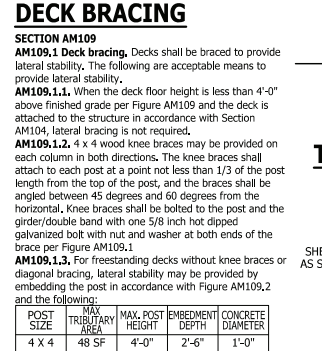 DECK BRACING
SECTION AM109
AM109.1 Deck bracing. Decks shall be braced to provide
lateral stability. The following are acceptable means to
provide lateral stability.
AM109.1.1. When the deck floor height is less than 4'-0"
above finished grade per Figure AM109 and the deck is
attached to the structure in accordance with Section
AM104, lateral bracing is not required.
AM109.1.2. 4 x 4 wood knee braces may be provided on
each column in both directions. The knee braces shall
attach to each post at a point not less than 1/3 of the post
length from the top of the post, and the braces shall be
angled between 45 degrees and 60 degrees from the
horizontal. Knee braces shall be bolted to the post and the
girder/double band with one 5/8 inch hot dipped
galvanized bolt with nut and washer at both ends of the
brace per Figure AM109.1
AM109.1.3. For freestanding decks without knee braces or
diagonal bracing, lateral stability may be provided by
embedding the post in accordance with Figure AM109.2
and the following:
POST SIZE MAX TRIBUTARY AREA MAX. POST HEIGHT EMBEDMENT DEPTH CONCRETE DIAMETER
4 X 4 48 SF 4'-0" 2'-6" 1'-0"
T
SHE
AS S